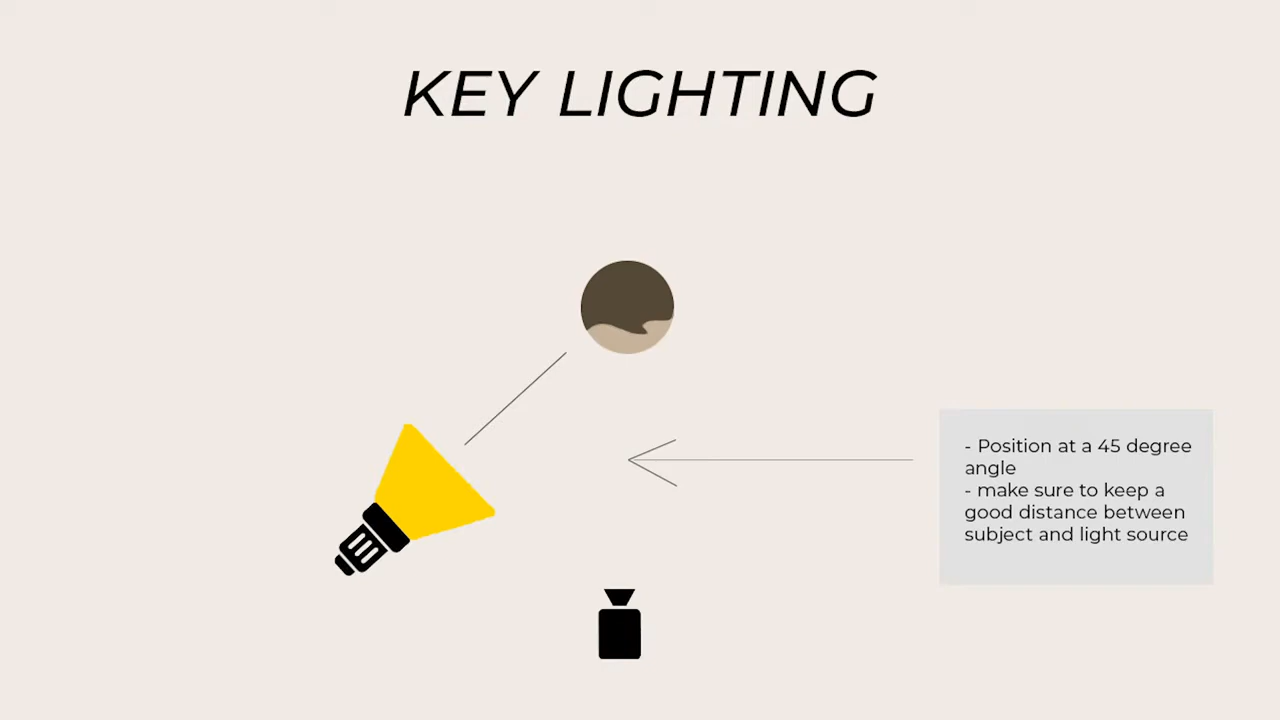 KEY LIGHTING
- Position at a 45 degree
angle
- make sure to keep a
good distance between
subject and light source